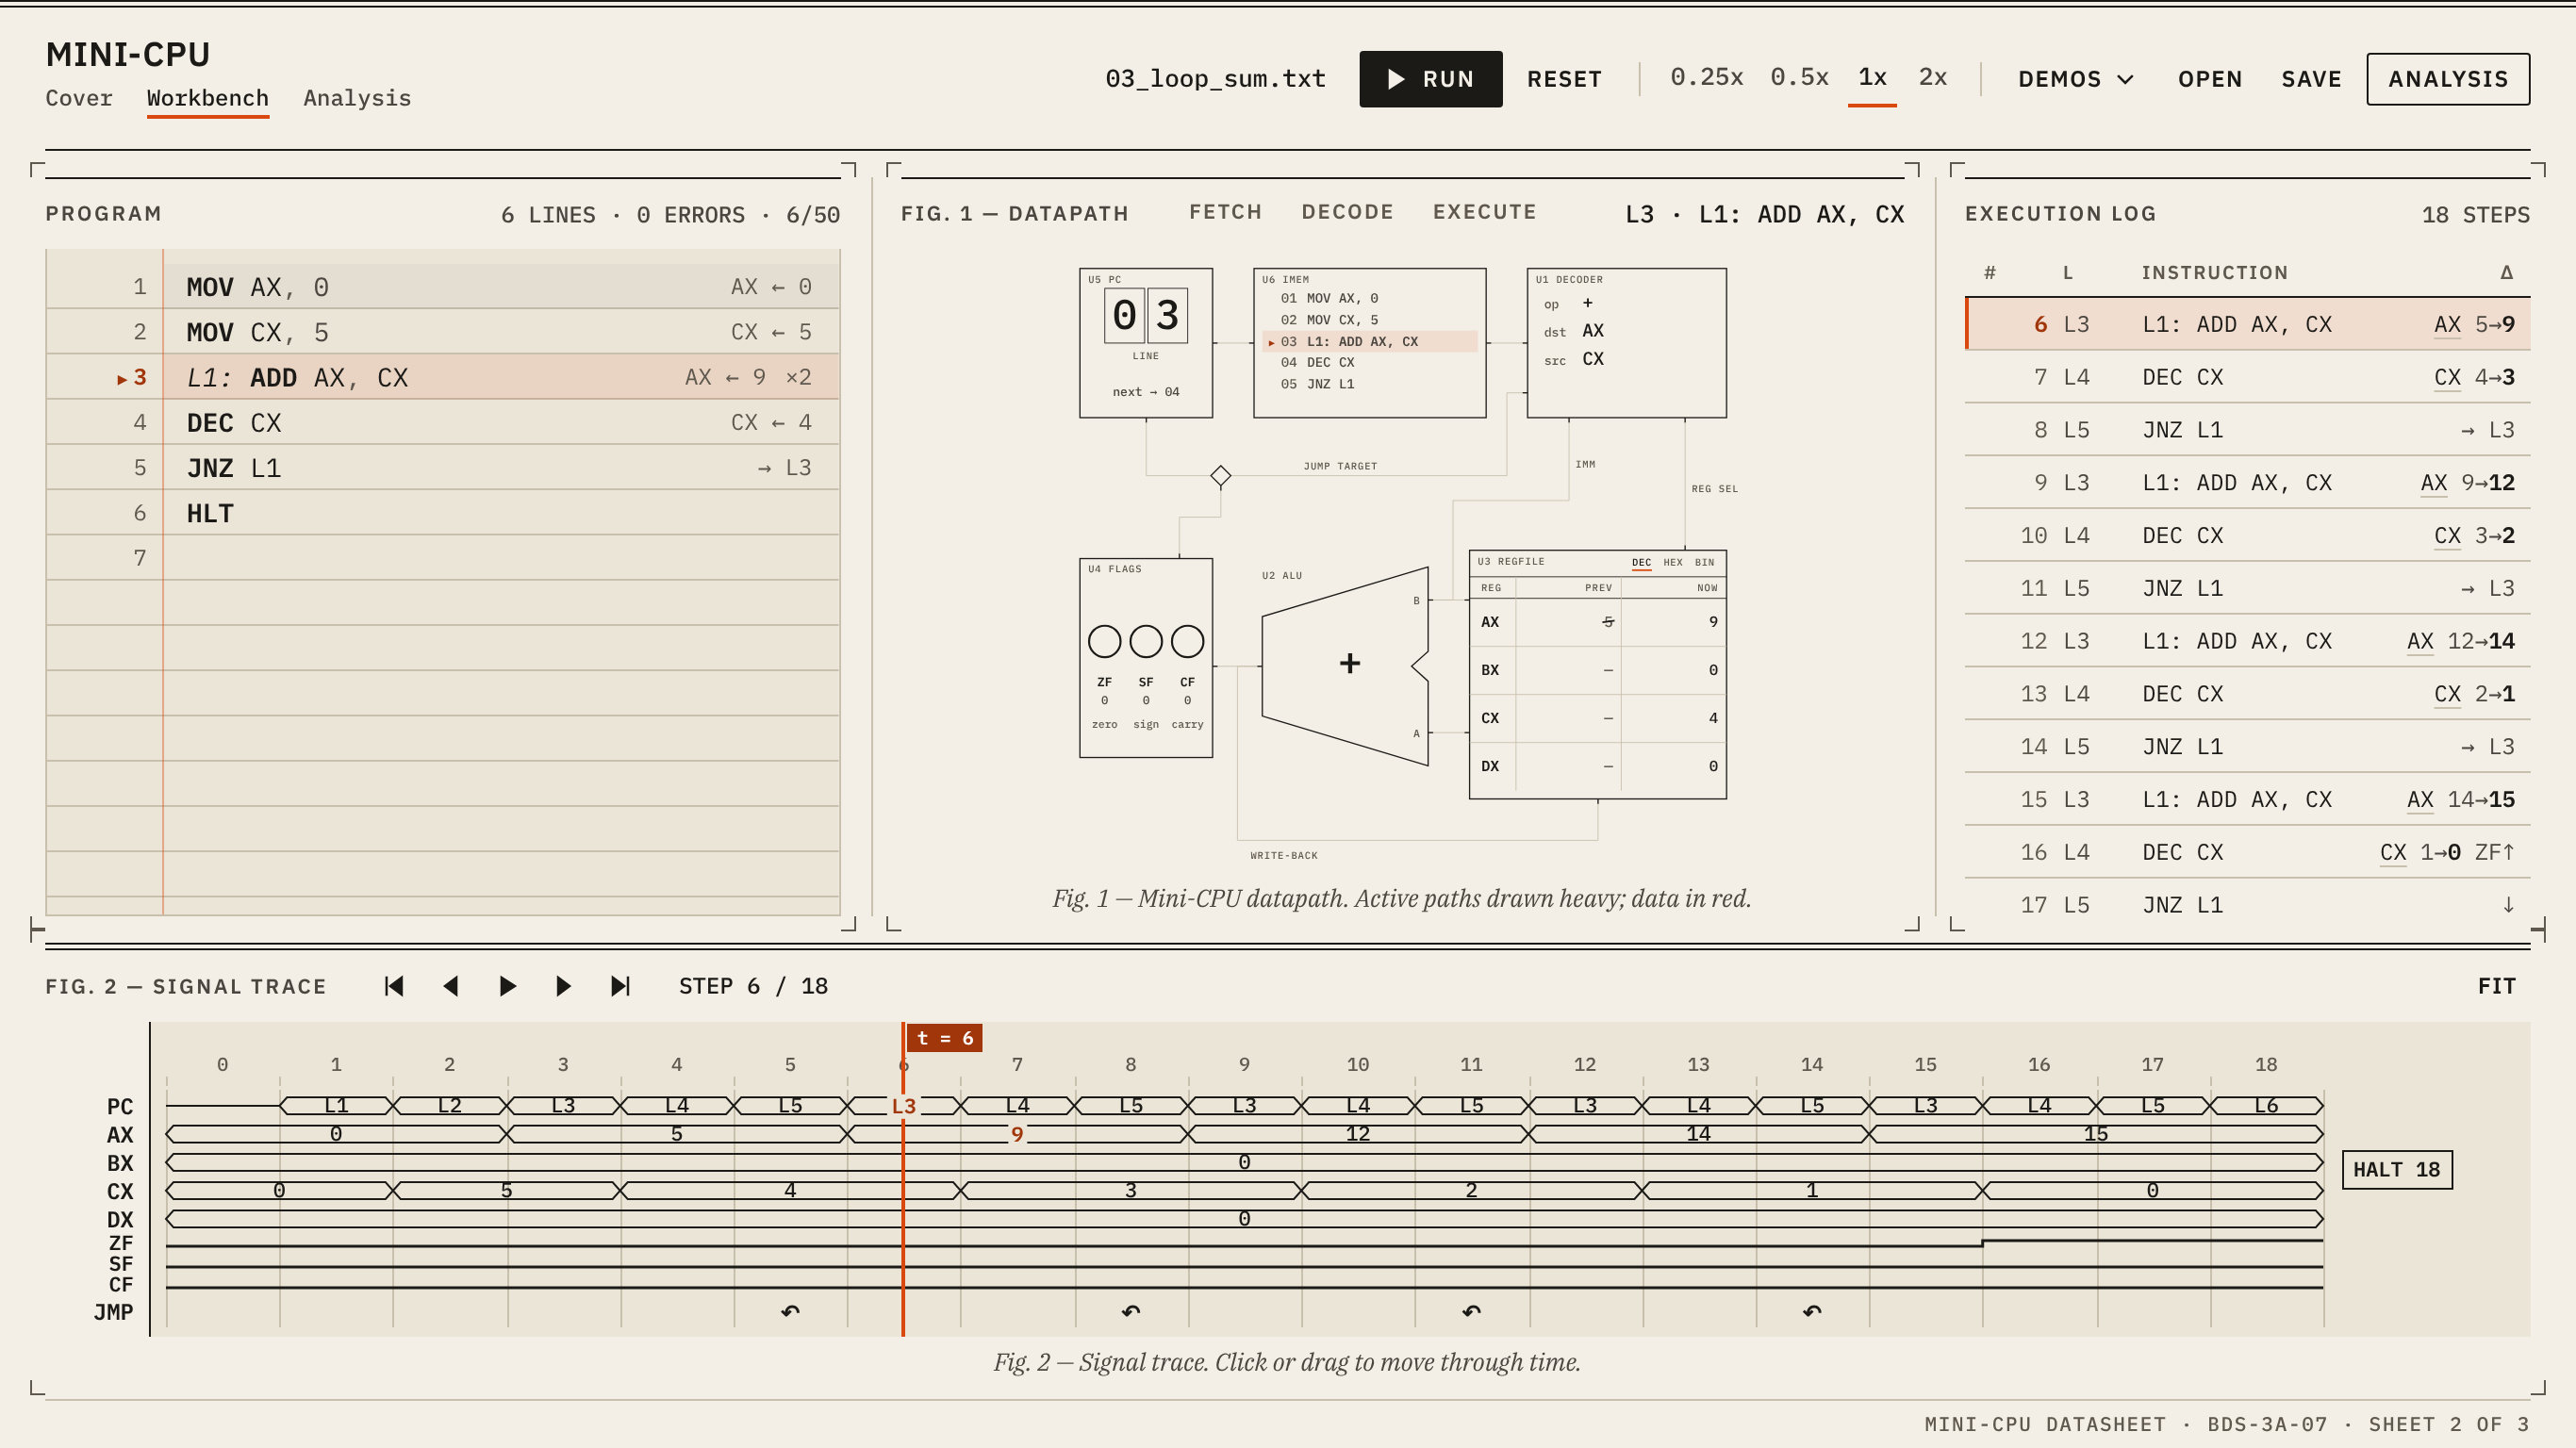 MINI-CPU
Cover Workbench Analysis
03_loop_sum.txt RUN RESET 0.25x 0.5x 1x 2x DEMOS OPEN SAVE ANALYSIS
PROGRAM 6 LINES · 0 ERRORS · 6/50
1 MOV AX, 0 AX ← 0
2 MOV CX, 5 CX ← 5
▸3 L1: ADD AX, CX AX ← 9 ×2
4 DEC CX CX ← 4
5 JNZ L1 → L3
6 HLT
7
FIG. 1 — DATAPATH FETCH DECODE EXECUTE L3 · L1: ADD AX, CX
U5 PC
03
LINE
next → 04
U6 IMEM
01 MOV AX, 0
02 MOV CX, 5
▸ 03 L1: ADD AX, CX
04 DEC CX
05 JNZ L1
U1 DECODER
op +
dst AX
src CX
JUMP TARGET
IMM
REG SEL
U4 FLAGS
ZF SF CF
0 0 0
zero sign carry
U2 ALU
B
+
A
U3 REGFILE DEC HEX BIN
REG PREV NOW
AX 5 9
BX — 0
CX — 4
DX — 0
WRITE-BACK
Fig. 1 — Mini-CPU datapath. Active paths drawn heavy; data in red.
EXECUTION LOG 18 STEPS
# L INSTRUCTION Δ
6 L3 L1: ADD AX, CX AX 5→9
7 L4 DEC CX CX 4→3
8 L5 JNZ L1 → L3
9 L3 L1: ADD AX, CX AX 9→12
10 L4 DEC CX CX 3→2
11 L5 JNZ L1 → L3
12 L3 L1: ADD AX, CX AX 12→14
13 L4 DEC CX CX 2→1
14 L5 JNZ L1 → L3
15 L3 L1: ADD AX, CX AX 14→15
16 L4 DEC CX CX 1→0 ZF↑
17 L5 JNZ L1 ↓
FIG. 2 — SIGNAL TRACE STEP 6 / 18 FIT
t = 6
0 1 2 3 4 5 6 7 8 9 10 11 12 13 14 15 16 17 18
PC L1 L2 L3 L4 L5 L3 L4 L5 L3 L4 L5 L3 L4 L5 L3 L4 L5 L6
AX 0 5 9 12 14 15
BX 0
HALT 18
CX 0 5 4 3 2 1 0
DX 0
ZF
SF
CF
JMP ↶ ↶ ↶ ↶
Fig. 2 — Signal trace. Click or drag to move through time.
MINI-CPU DATASHEET · BDS-3A-07 · SHEET 2 OF 3